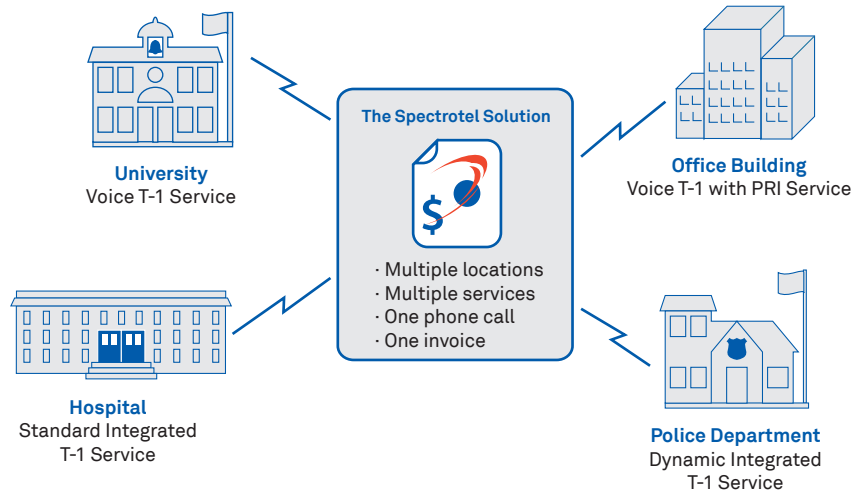 The Spectrotel Solution
$
· Multiple locations
· Multiple services
· One phone call
· One invoice
University
Voice T-1 Service
Office Building
Voice T-1 with PRI Service
Hospital
Standard Integrated
T-1 Service
Police Department
Dynamic Integrated
T-1 Service